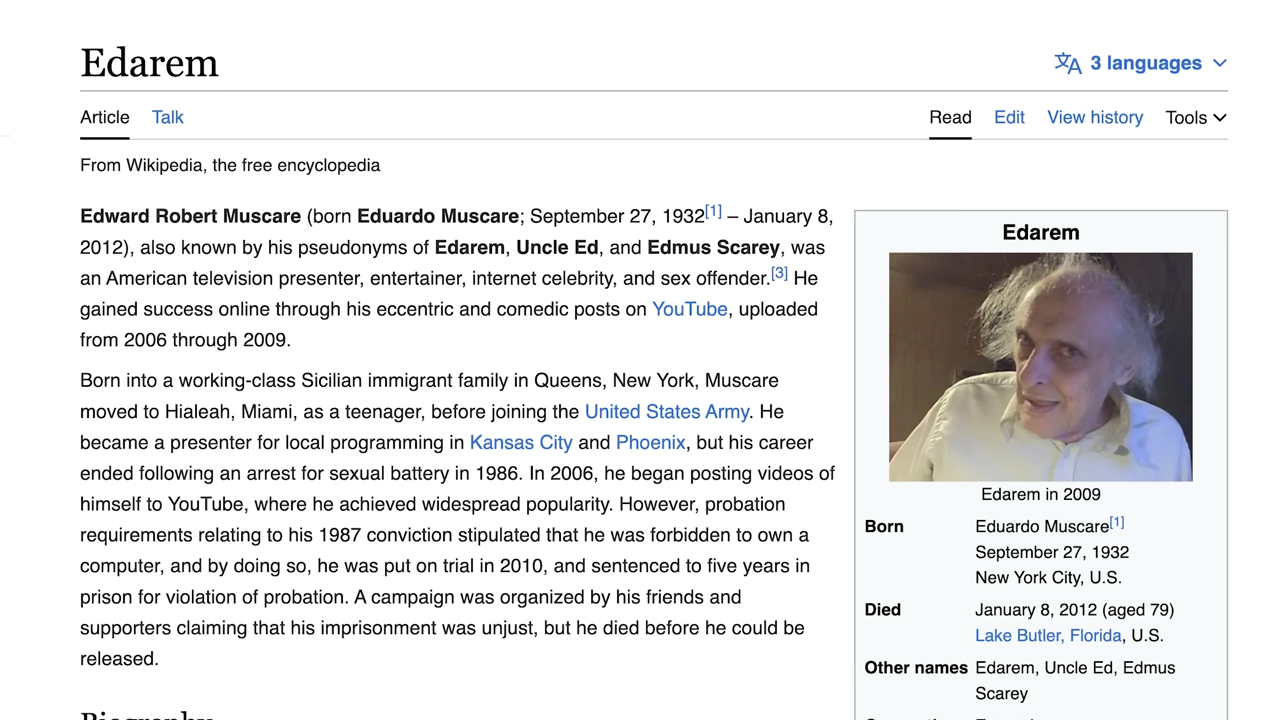 Edarem
3 languages
Article Talk
Read Edit View history Tools
From Wikipedia, the free encyclopedia
Edward Robert Muscare (born Eduardo Muscare; September 27, 1932[1] – January 8,
2012), also known by his pseudonyms of Edarem, Uncle Ed, and Edmus Scarey, was
an American television presenter, entertainer, internet celebrity, and sex offender.[3] He
gained success online through his eccentric and comedic posts on YouTube, uploaded
from 2006 through 2009.
Born into a working-class Sicilian immigrant family in Queens, New York, Muscare
moved to Hialeah, Miami, as a teenager, before joining the United States Army. He
became a presenter for local programming in Kansas City and Phoenix, but his career
ended following an arrest for sexual battery in 1986. In 2006, he began posting videos of
himself to YouTube, where he achieved widespread popularity. However, probation
requirements relating to his 1987 conviction stipulated that he was forbidden to own a
computer, and by doing so, he was put on trial in 2010, and sentenced to five years in
prison for violation of probation. A campaign was organized by his friends and
supporters claiming that his imprisonment was unjust, but he died before he could be
released.
Biography
Edarem
Edarem in 2009
Born Eduardo Muscare[1]
September 27, 1932
New York City, U.S.
Died January 8, 2012 (aged 79)
Lake Butler, Florida, U.S.
Other names Edarem, Uncle Ed, Edmus
Scarey